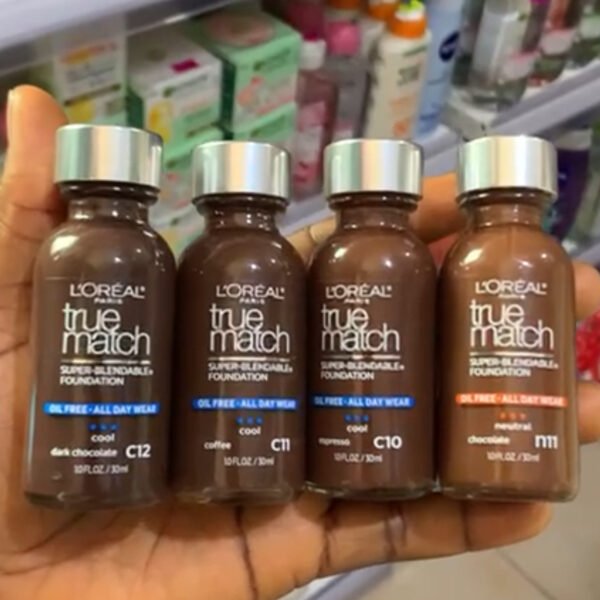 L'ORÉAL
PARIS
true
match
SUPER-BLENDABLE
FOUNDATION
OIL FREE • ALL DAY WEAR
cool
dark chocolate C12
1.0 FL.OZ. / 30ml
L'ORÉAL
PARIS
true
match
SUPER-BLENDABLE
FOUNDATION
OIL FREE • ALL DAY WEAR
cool
coffee C11
1.0 FL.OZ. / 30ml
L'ORÉAL
PARIS
true
match
SUPER-BLENDABLE
FOUNDATION
OIL FREE • ALL DAY WEAR
cool
espresso C10
1.0 FL.OZ. / 30ml
L'ORÉAL
PARIS
true
match
SUPER-BLENDABLE
FOUNDATION
OIL FREE • ALL DAY WEAR
neutral
chocolate n11
1.0 FL.OZ. / 30ml